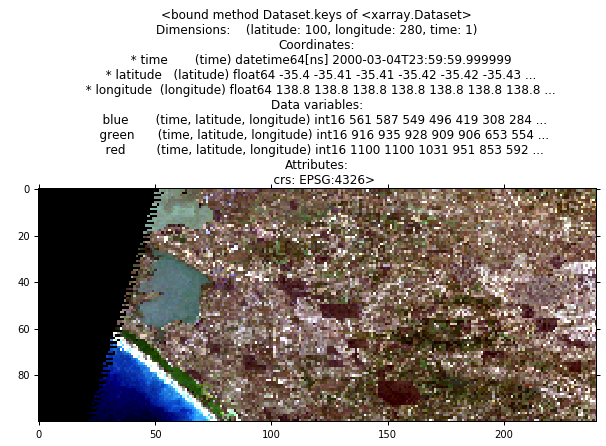 <bound method Dataset.keys of <xarray.Dataset>
Dimensions: (latitude: 100, longitude: 280, time: 1)
Coordinates:
* time (time) datetime64[ns] 2000-03-04T23:59:59.999999
* latitude (latitude) float64 -35.4 -35.41 -35.41 -35.42 -35.42 -35.43 ...
* longitude (longitude) float64 138.8 138.8 138.8 138.8 138.8 138.8 138.8 ...
Data variables:
blue (time, latitude, longitude) int16 561 587 549 496 419 308 284 ...
green (time, latitude, longitude) int16 916 935 928 909 906 653 554 ...
red (time, latitude, longitude) int16 1100 1100 1031 951 853 592 ...
Attributes:
crs: EPSG:4326>
0
20
40
60
80
0 50 100 150 200